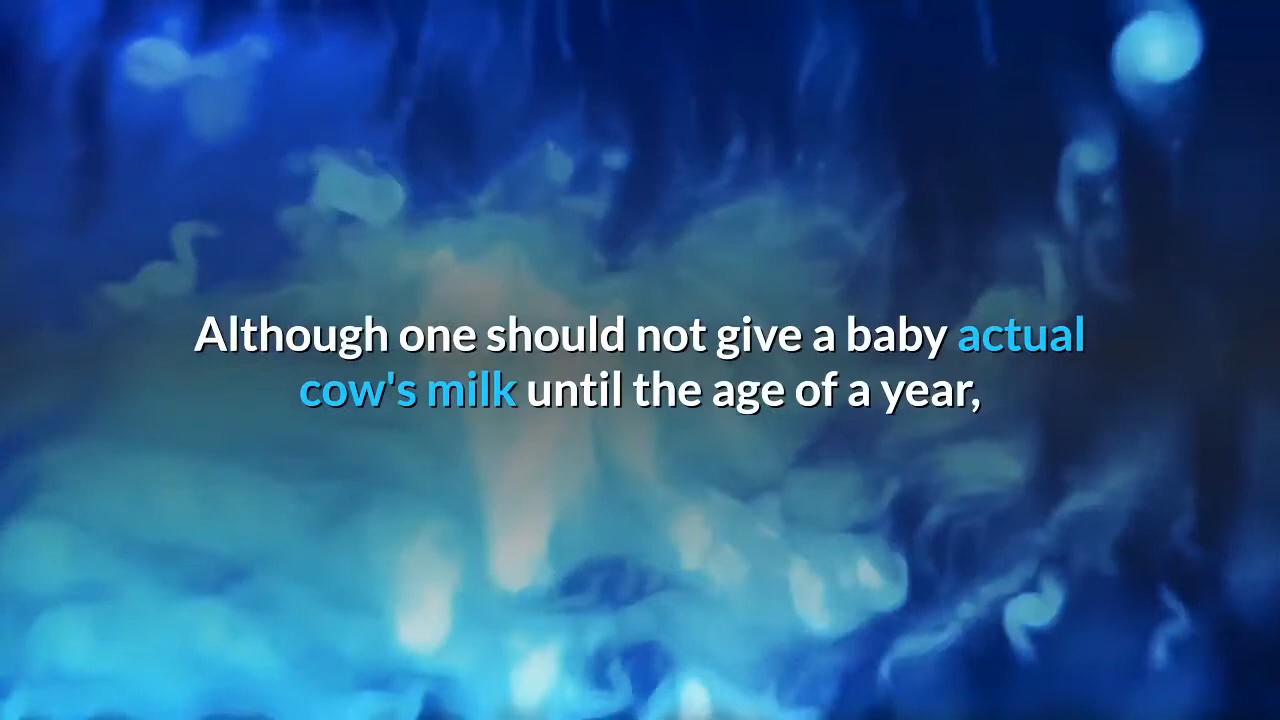 Although one should not give a baby actual
cow's milk until the age of a year,